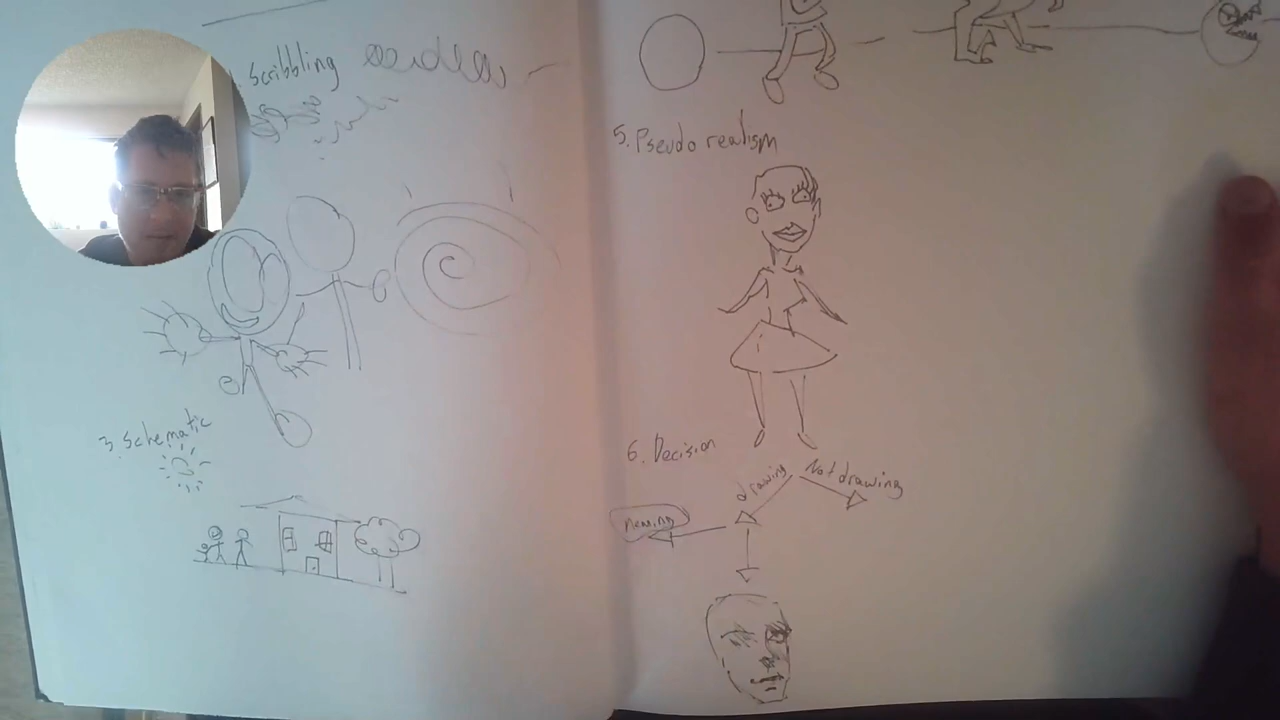 Scribbling
3. Schematic
5. Pseudo realism
6. Decision
drawing
Not drawing